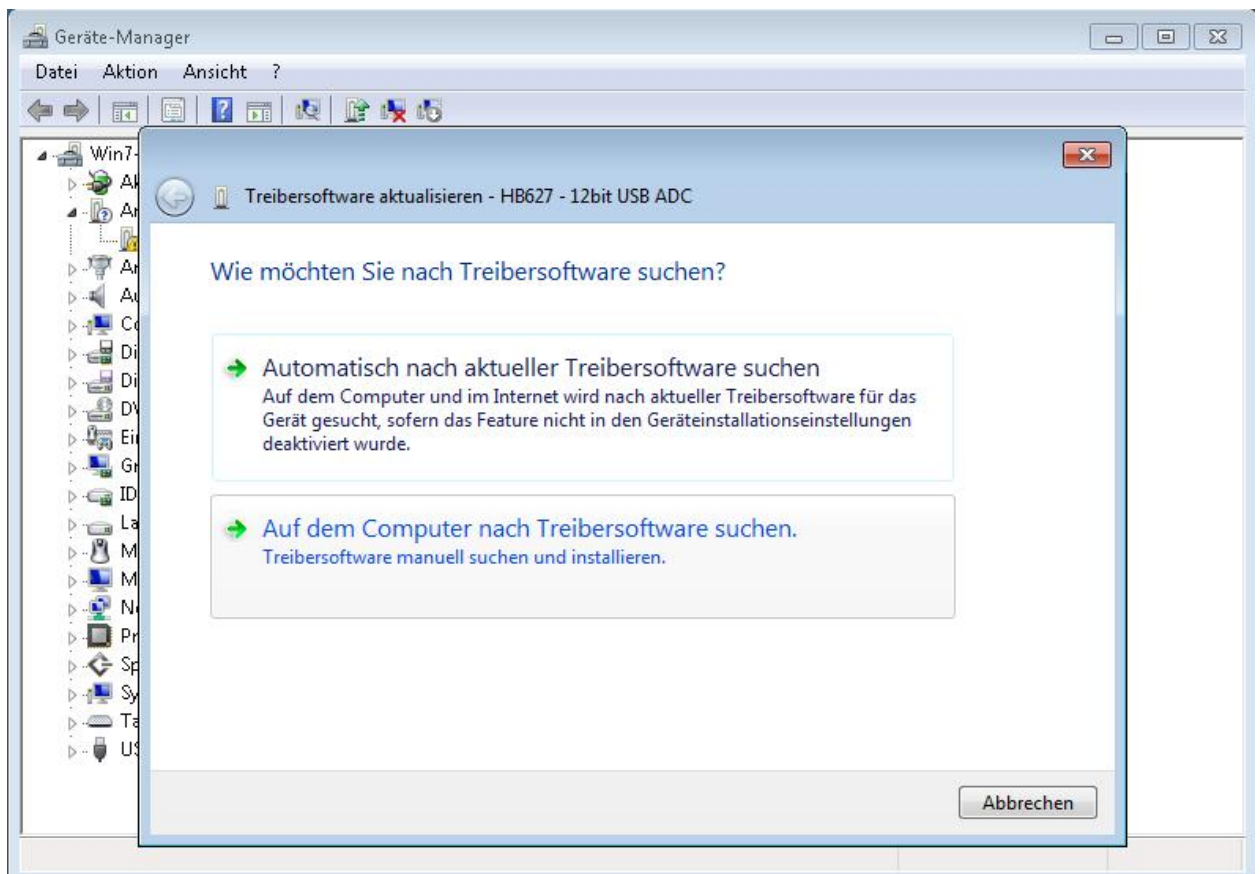 Geräte-Manager
Datei Aktion Ansicht ?
Win7-
Treibersoftware aktualisieren - HB627 - 12bit USB ADC
Wie möchten Sie nach Treibersoftware suchen?
Automatisch nach aktueller Treibersoftware suchen
Auf dem Computer und im Internet wird nach aktueller Treibersoftware für das
Gerät gesucht, sofern das Feature nicht in den Geräteinstallationseinstellungen
deaktiviert wurde.
Auf dem Computer nach Treibersoftware suchen.
Treibersoftware manuell suchen und installieren.
Abbrechen